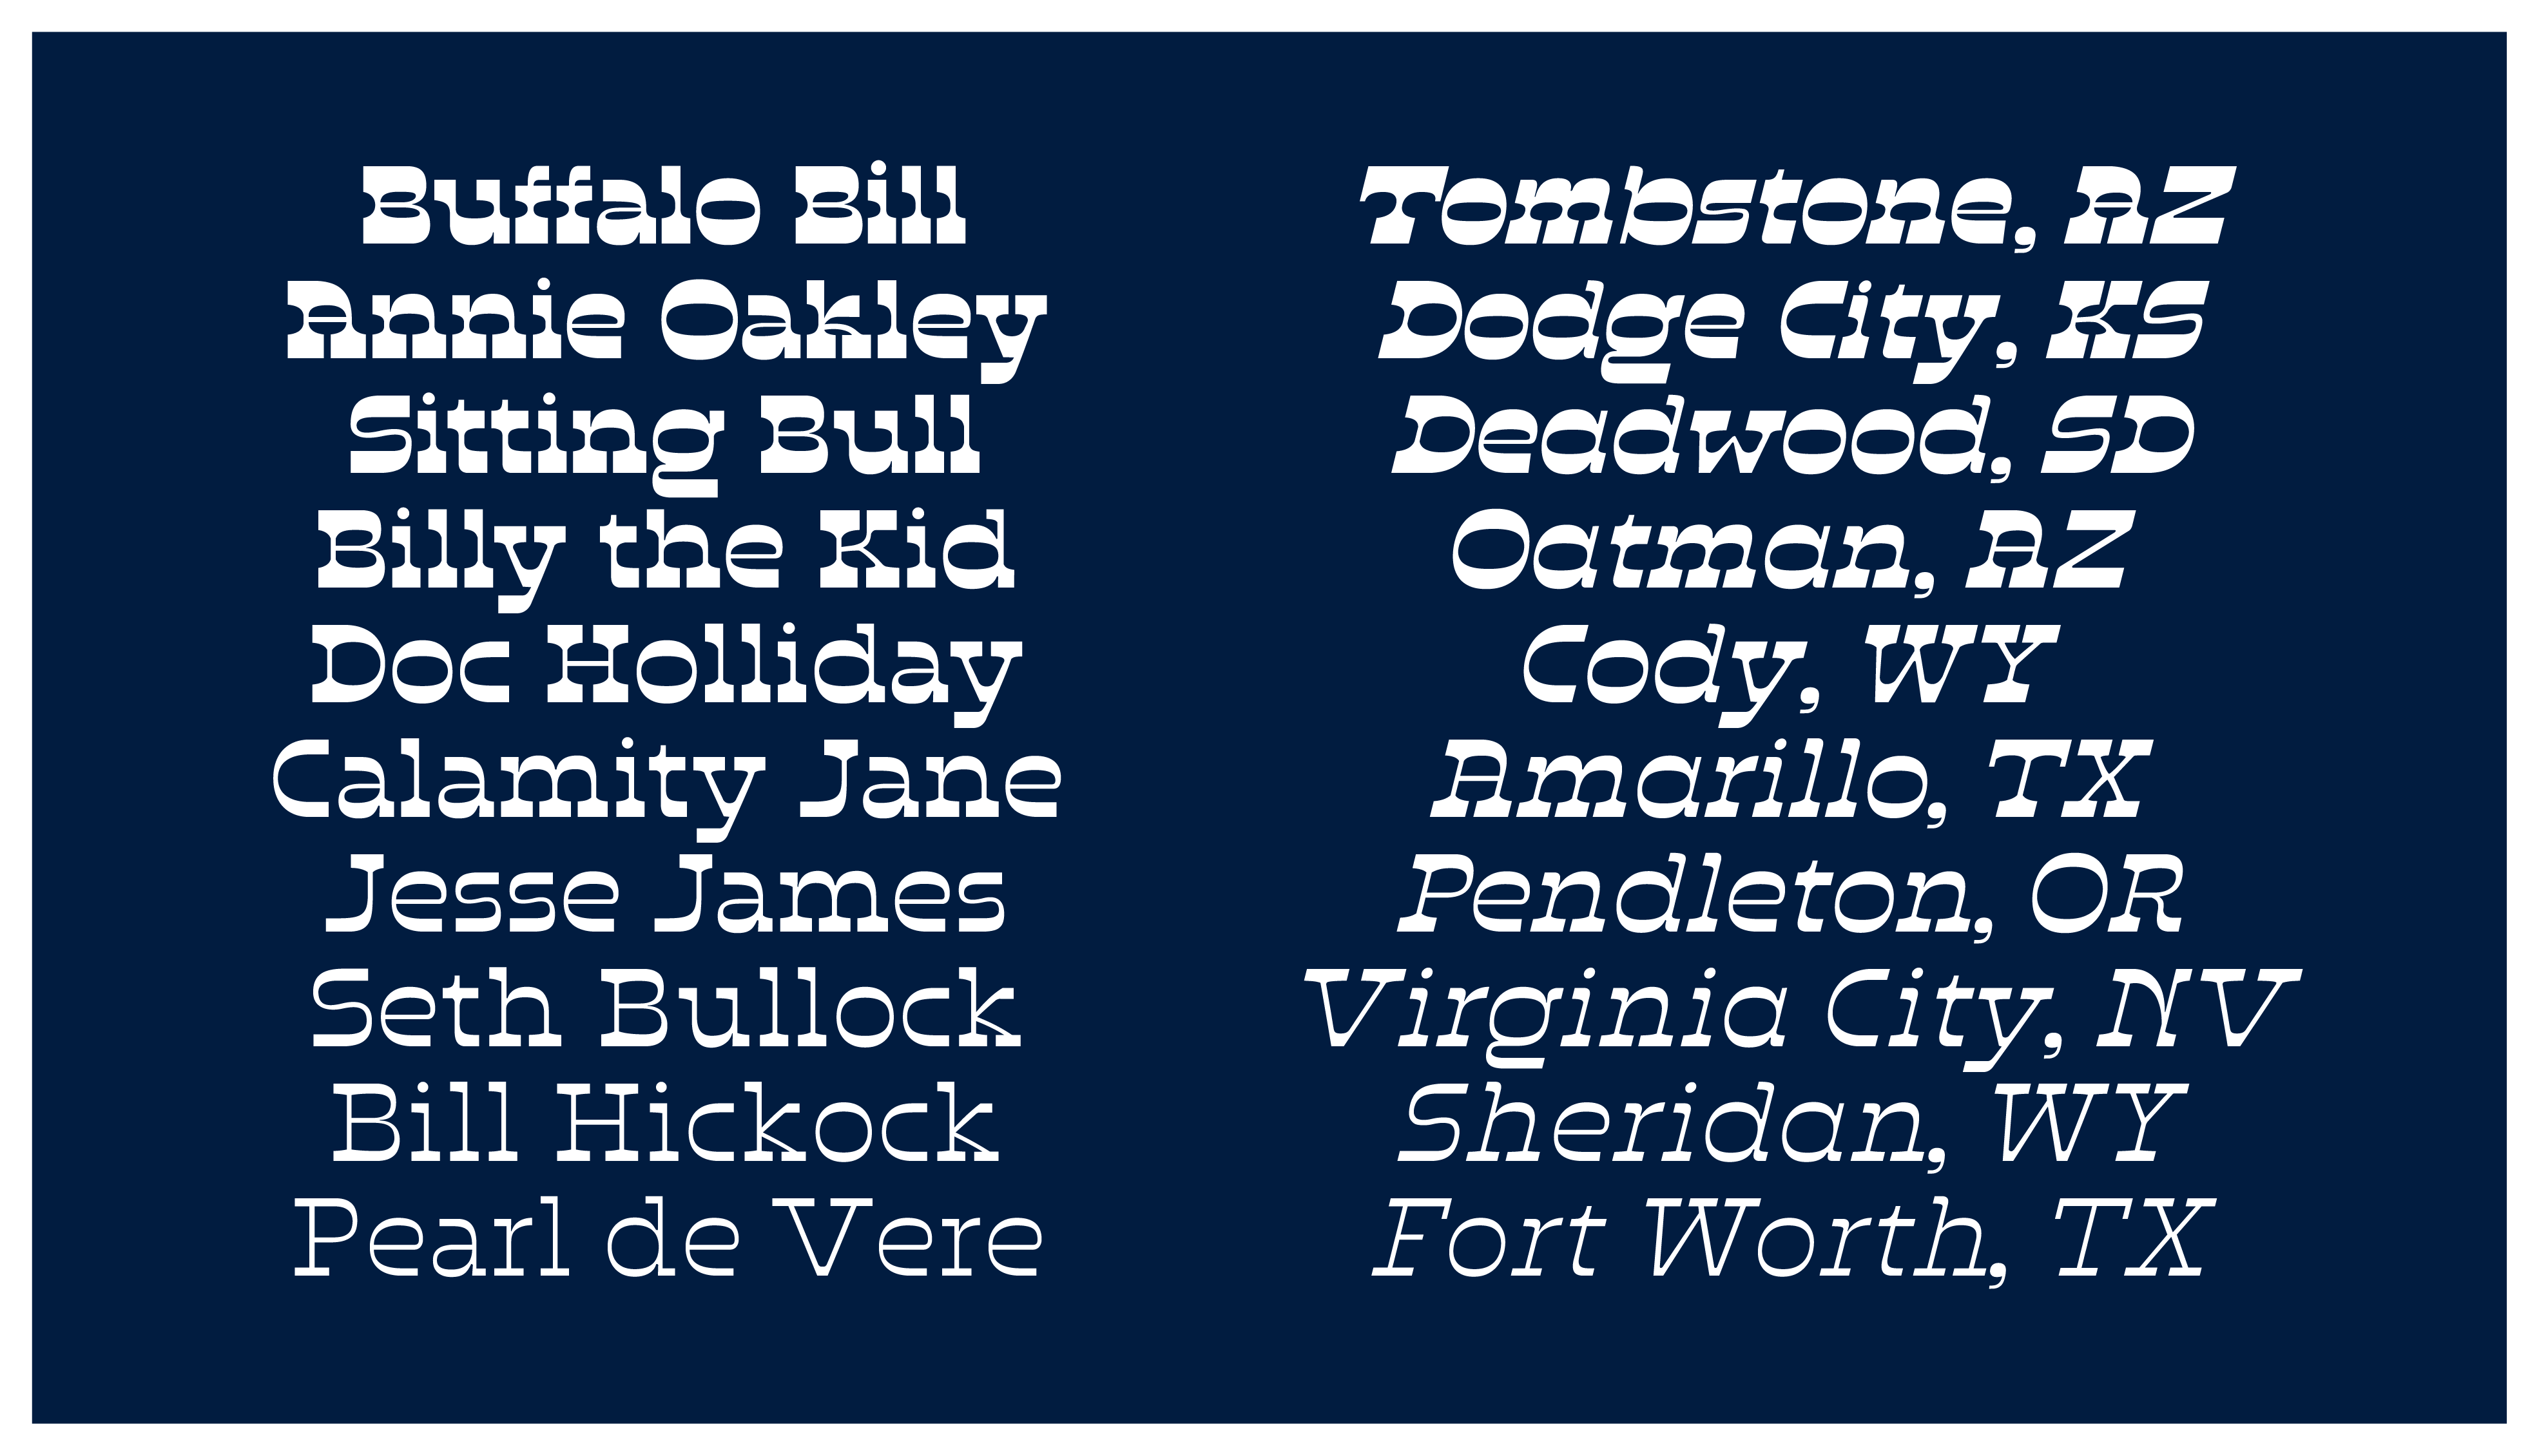 Buffalo Bill
Annie Oakley
Sitting Bull
Billy the Kid
Doc Holliday
Calamity Jane
Jesse James
Seth Bullock
Bill Hickock
Pearl de Vere
Tombstone, AZ
Dodge City, KS
Deadwood, SD
Oatman, AZ
Cody, WY
Amarillo, TX
Pendleton, OR
Virginia City, NV
Sheridan, WY
Fort Worth, TX